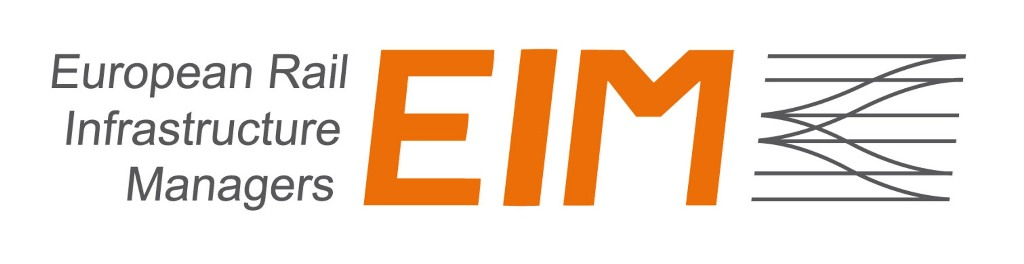 European Rail
Infrastructure
Managers
EIM